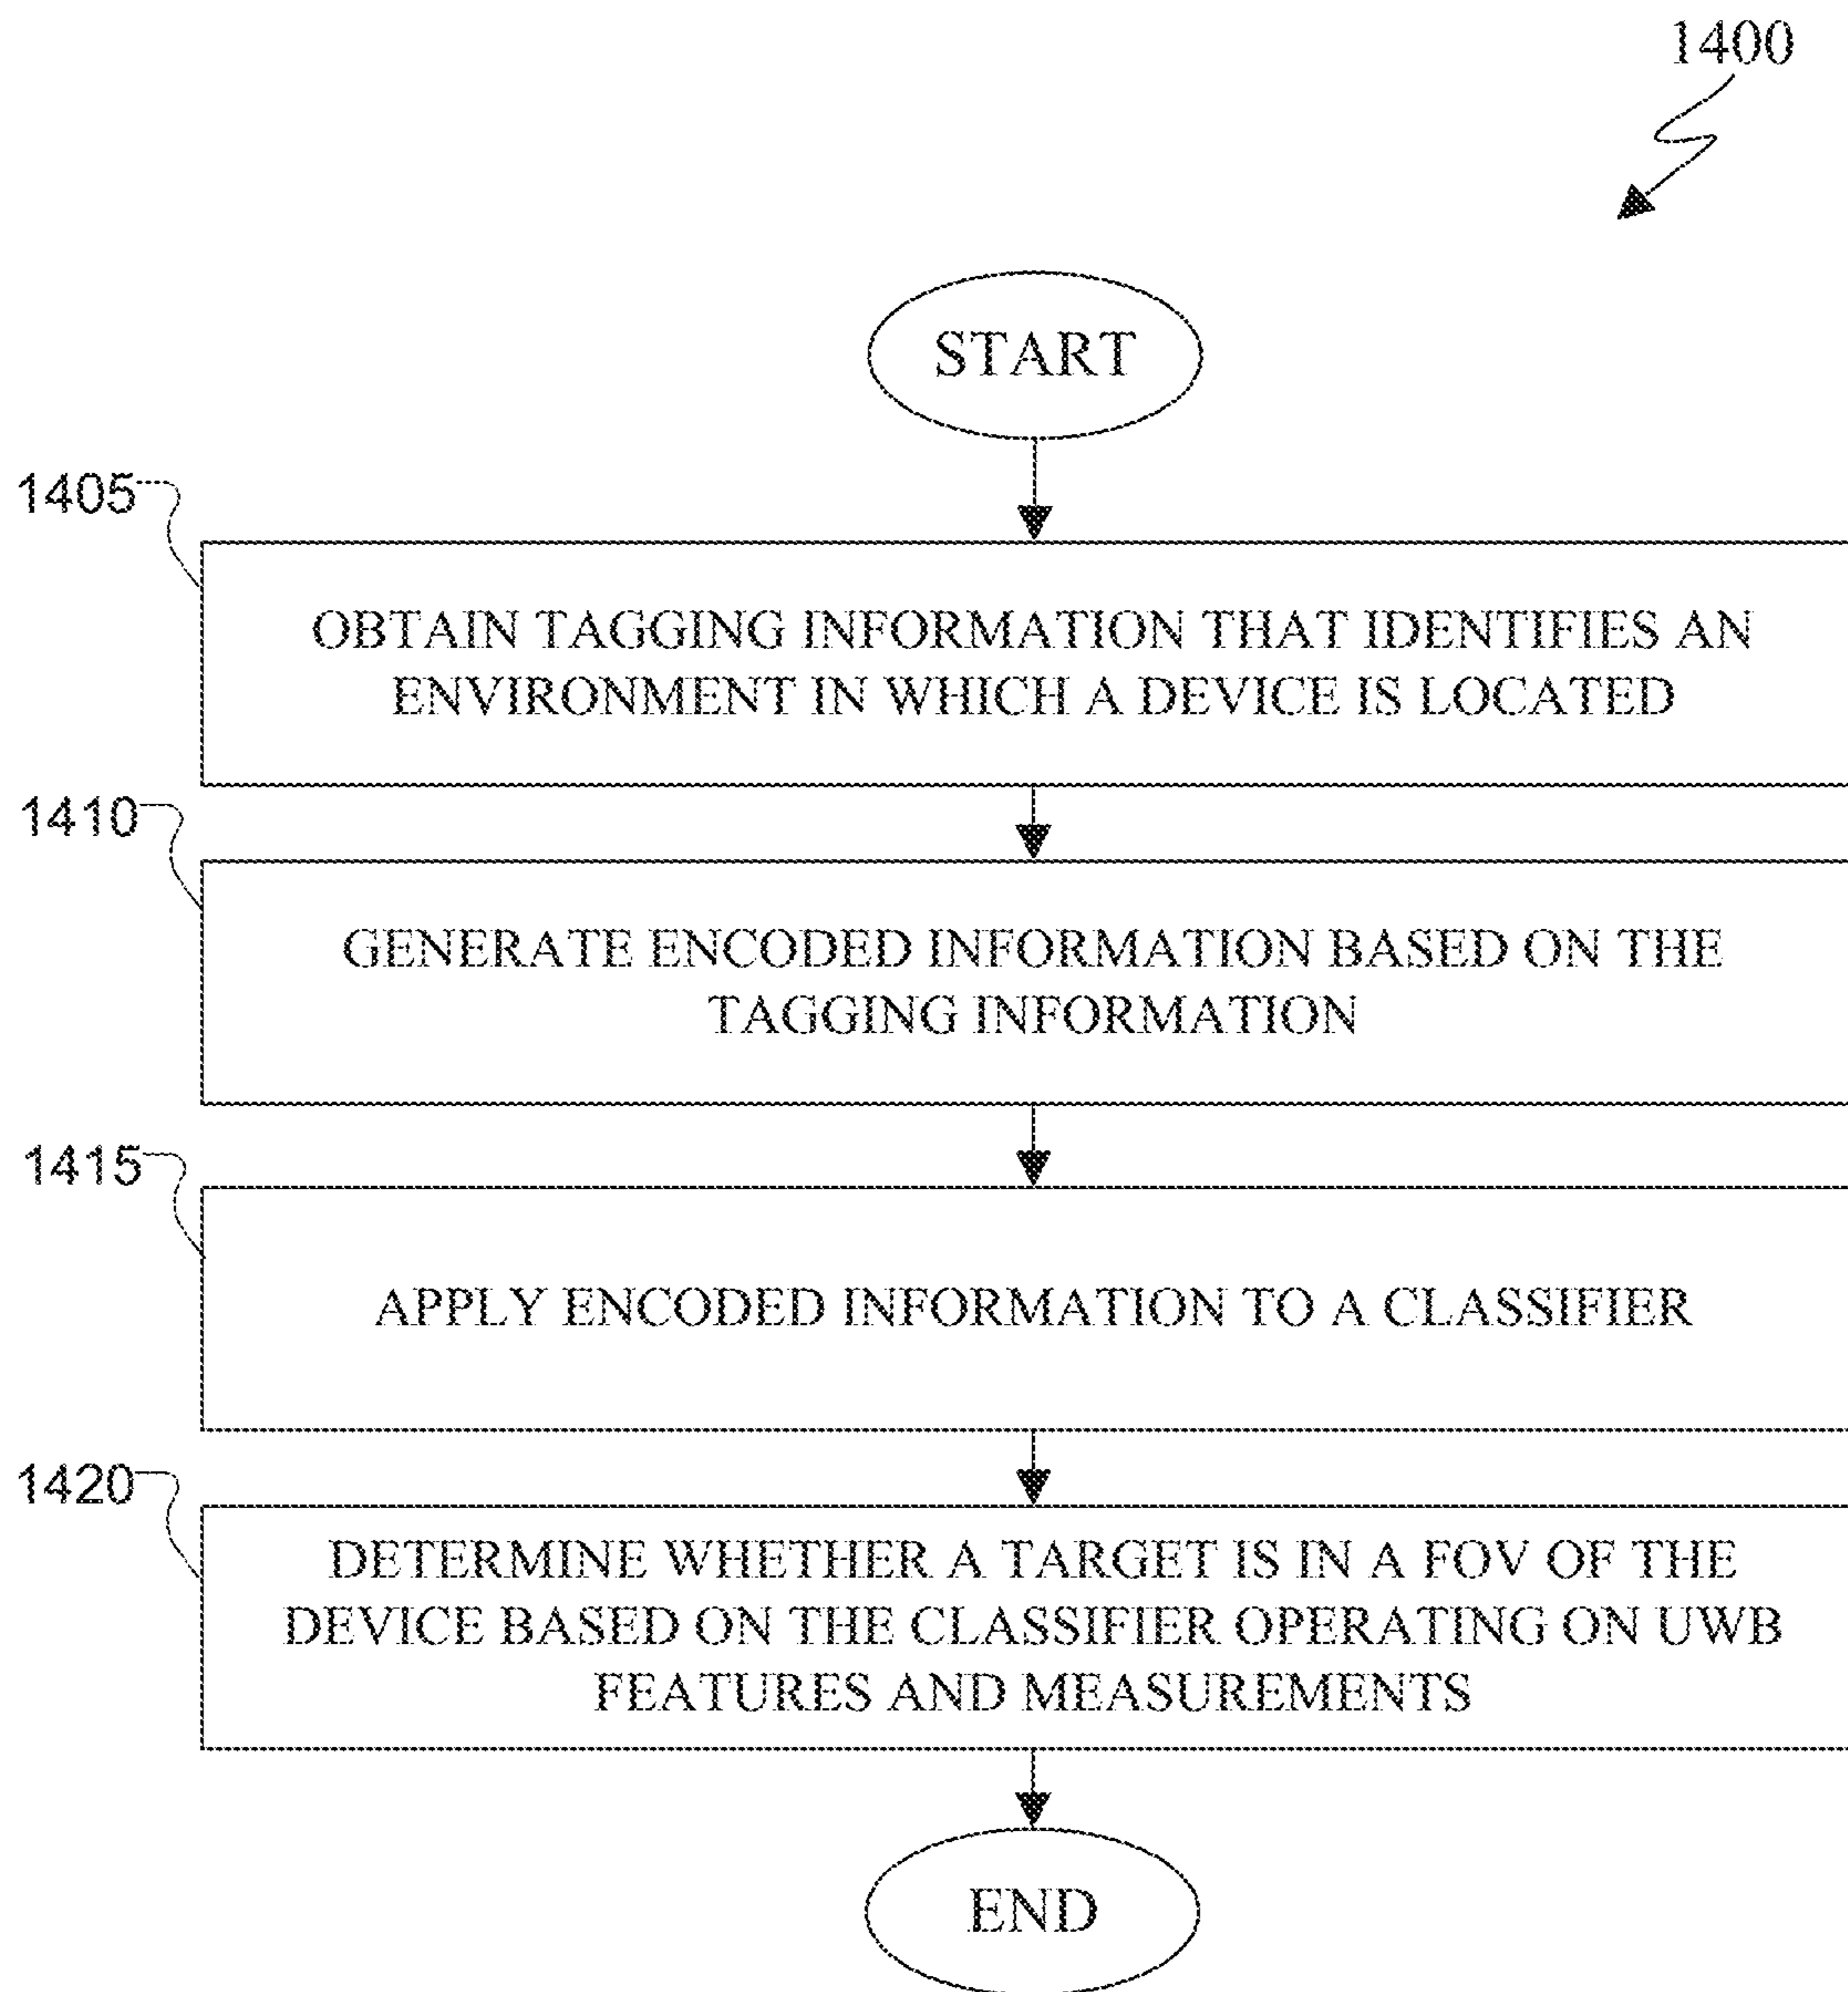 1400
START
1405
OBTAIN TAGGING INFORMATION THAT IDENTIFIES AN
ENVIRONMENT IN WHICH A DEVICE IS LOCATED
1410
GENERATE ENCODED INFORMATION BASED ON THE
TAGGING INFORMATION
1415
APPLY ENCODED INFORMATION TO A CLASSIFIER
1420
DETERMINE WHETHER A TARGET IS IN A FOV OF THE
DEVICE BASED ON THE CLASSIFIER OPERATING ON UWB
FEATURES AND MEASUREMENTS
END